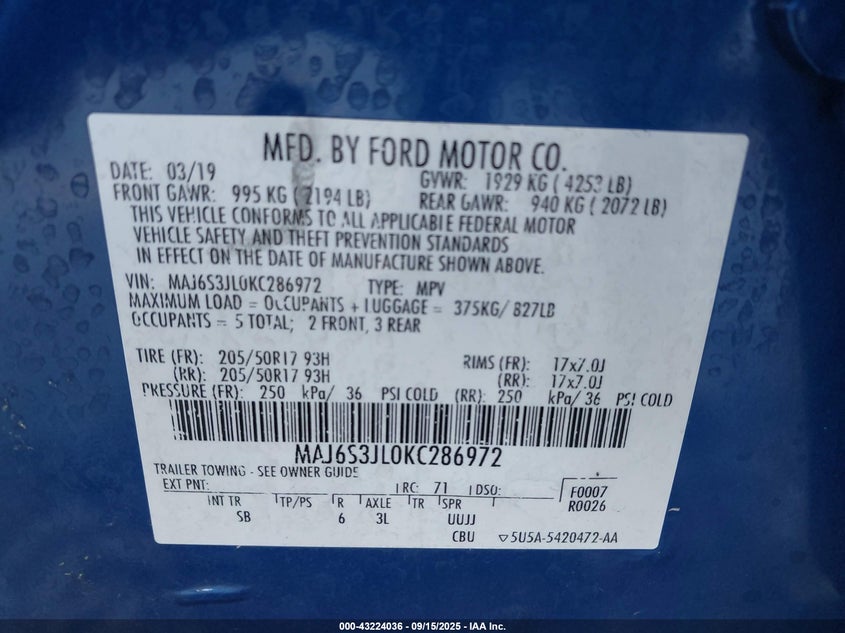 MFD. BY FORD MOTOR CO.
DATE: 03/19 GVWR: 1929 KG ( 4253 LB)
FRONT GAWR: 995 KG ( 2194 LB) REAR GAWR: 940 KG ( 2072 LB)
THIS VEHICLE CONFORMS TO ALL APPLICABLE FEDERAL MOTOR
VEHICLE SAFETY AND THEFT PREVENTION STANDARDS
IN EFFECT ON THE DATE OF MANUFACTURE SHOWN ABOVE.
VIN: MAJ6S3JL0KC286972 TYPE: MPV
MAXIMUM LOAD = OCCUPANTS + LUGGAGE = 375KG/ 827LB
OCCUPANTS = 5 TOTAL; 2 FRONT, 3 REAR
TIRE (FR): 205/50R17 93H RIMS (FR): 17x7.0J
(RR): 205/50R17 93H (RR): 17x7.0J
PRESSURE (FR): 250 kPa/ 36 PSI COLD (RR): 250 kPa/ 36 PSI COLD
MAJ6S3JL0KC286972
TRAILER TOWING - SEE OWNER GUIDE
EXT PNT: RC: 71 DSO: F0007
R0026
INT TR TP/PS R AXLE TR SPR
SB 6 3L UUJJ
CBU ▽5U5A-5420472-AA
000-43224036 - 09/15/2025 - IAA Inc.